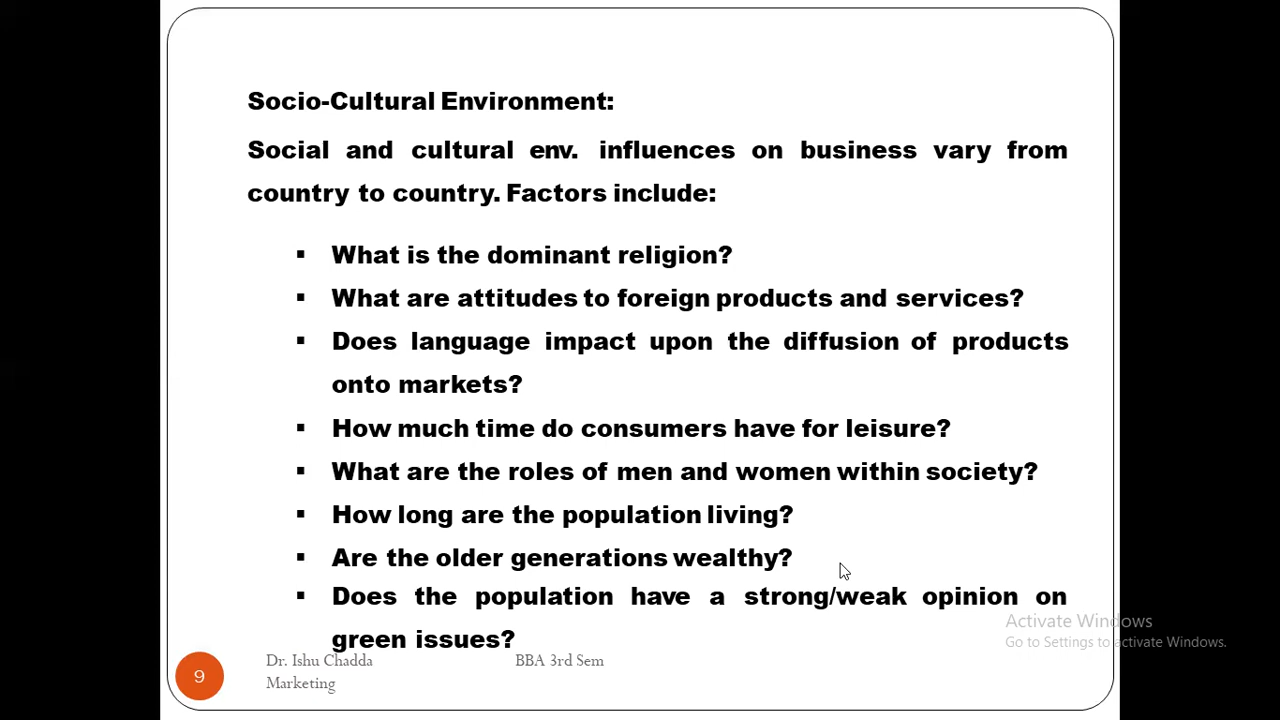 Socio-Cultural Environment:
Social and cultural env. influences on business vary from
country to country. Factors include:
▪ What is the dominant religion?
▪ What are attitudes to foreign products and services?
▪ Does language impact upon the diffusion of products
onto markets?
▪ How much time do consumers have for leisure?
▪ What are the roles of men and women within society?
▪ How long are the population living?
▪ Are the older generations wealthy?
▪ Does the population have a strong/weak opinion on
green issues?
Activate Windows
Go to Settings to activate Windows.
9
Dr. Ishu Chadda BBA 3rd Sem
Marketing